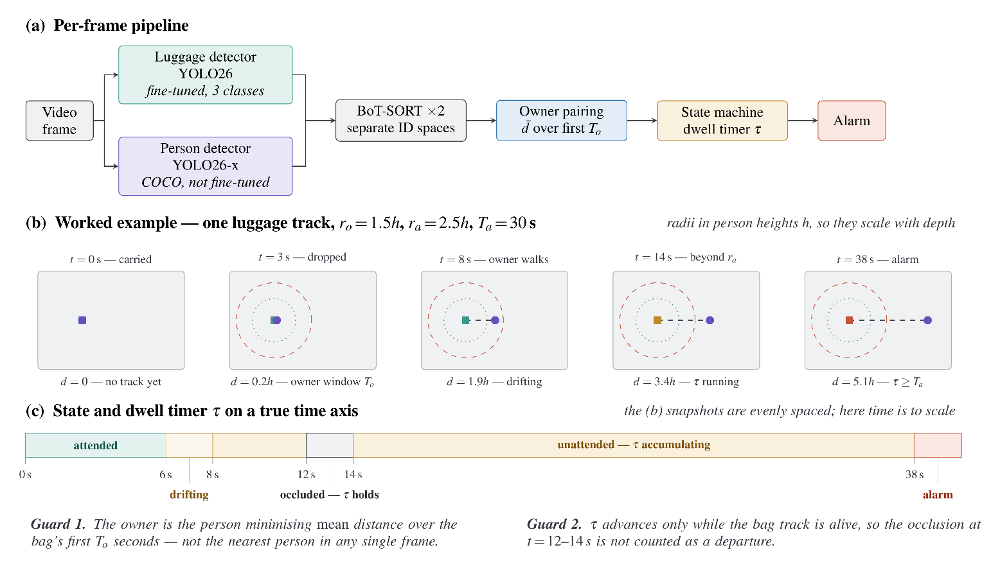 (a) Per-frame pipeline
Luggage detector
YOLO26
fine-tuned, 3 classes
Video
frame
Person detector
YOLO26-x
COCO, not fine-tuned
BoT-SORT ×2
separate ID spaces
Owner pairing
d̄ over first Tₒ
State machine
dwell timer τ
Alarm
(b) Worked example — one luggage track, rₒ = 1.5h, rₐ = 2.5h, Tₐ = 30 s
radii in person heights h, so they scale with depth
t = 0 s — carried
t = 3 s — dropped
t = 8 s — owner walks
t = 14 s — beyond rₐ
t = 38 s — alarm
d = 0 — no track yet
d = 0.2h — owner window Tₒ
d = 1.9h — drifting
d = 3.4h — τ running
d = 5.1h — τ ≥ Tₐ
(c) State and dwell timer τ on a true time axis
the (b) snapshots are evenly spaced; here time is to scale
attended
unattended — τ accumulating
0 s
6 s
8 s
12 s
14 s
38 s
drifting
occluded — τ holds
alarm
Guard 1. The owner is the person minimising mean distance over the
bag's first Tₒ seconds — not the nearest person in any single frame.
Guard 2. τ advances only while the bag track is alive, so the occlusion at
t = 12–14 s is not counted as a departure.